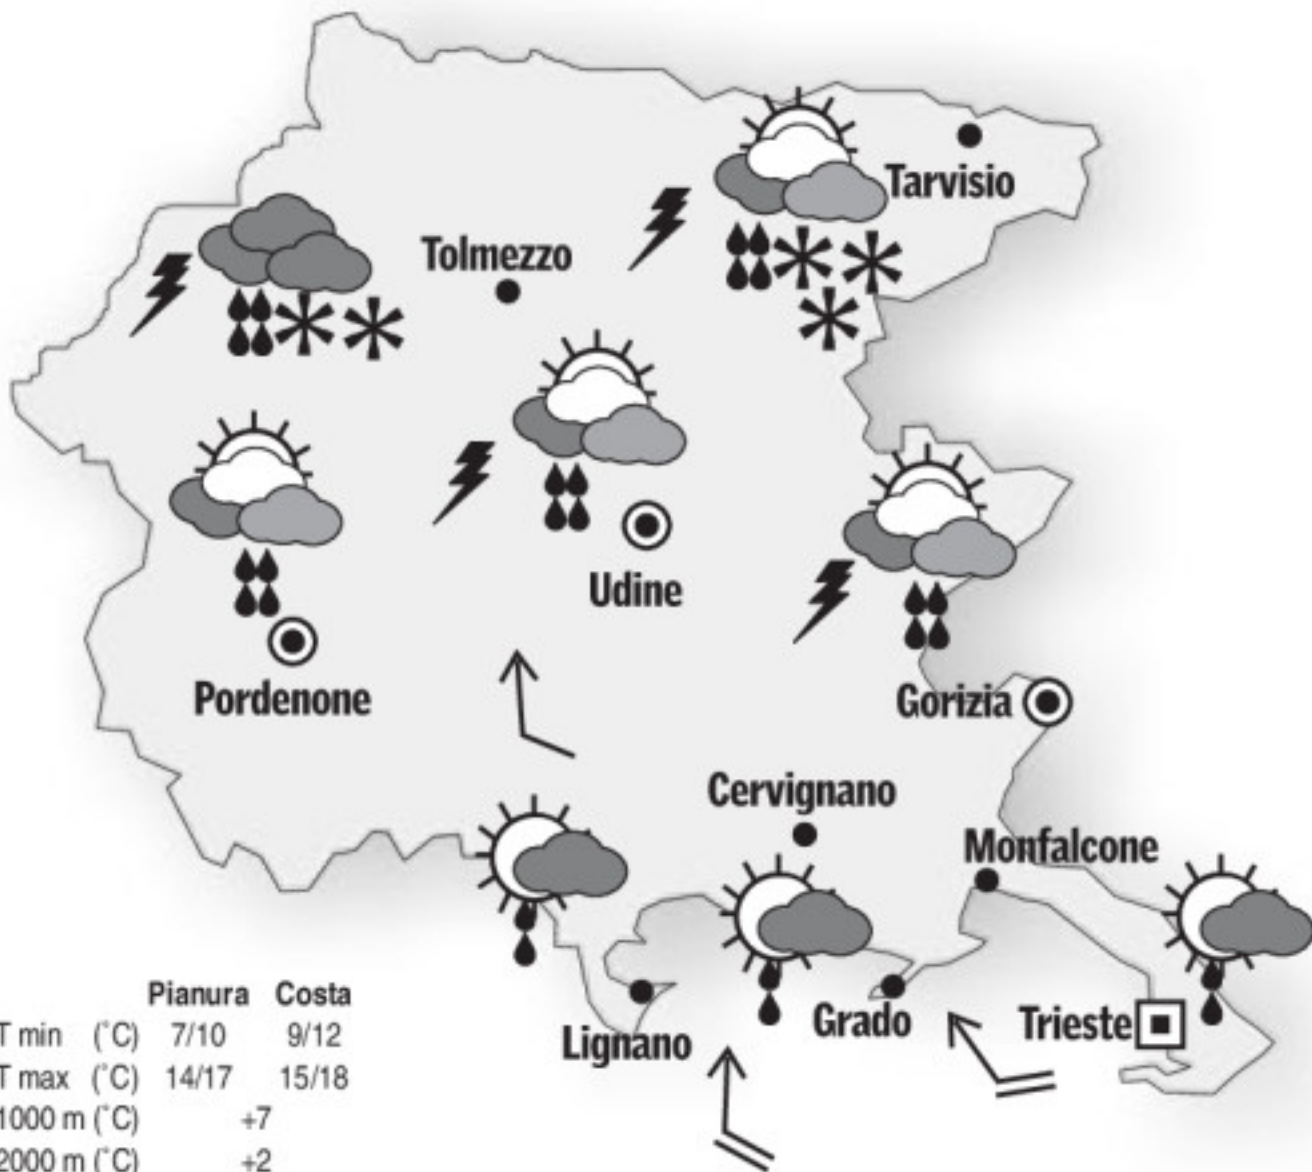 Tarvisio
Tolmezzo
Udine
Pordenone
Gorizia
Cervignano
Monfalcone
Lignano
Grado
Trieste
Pianura Costa
T min (°C) 7/10 9/12
T max (°C) 14/17 15/18
1000 m (°C) +7
2000 m (°C) +2